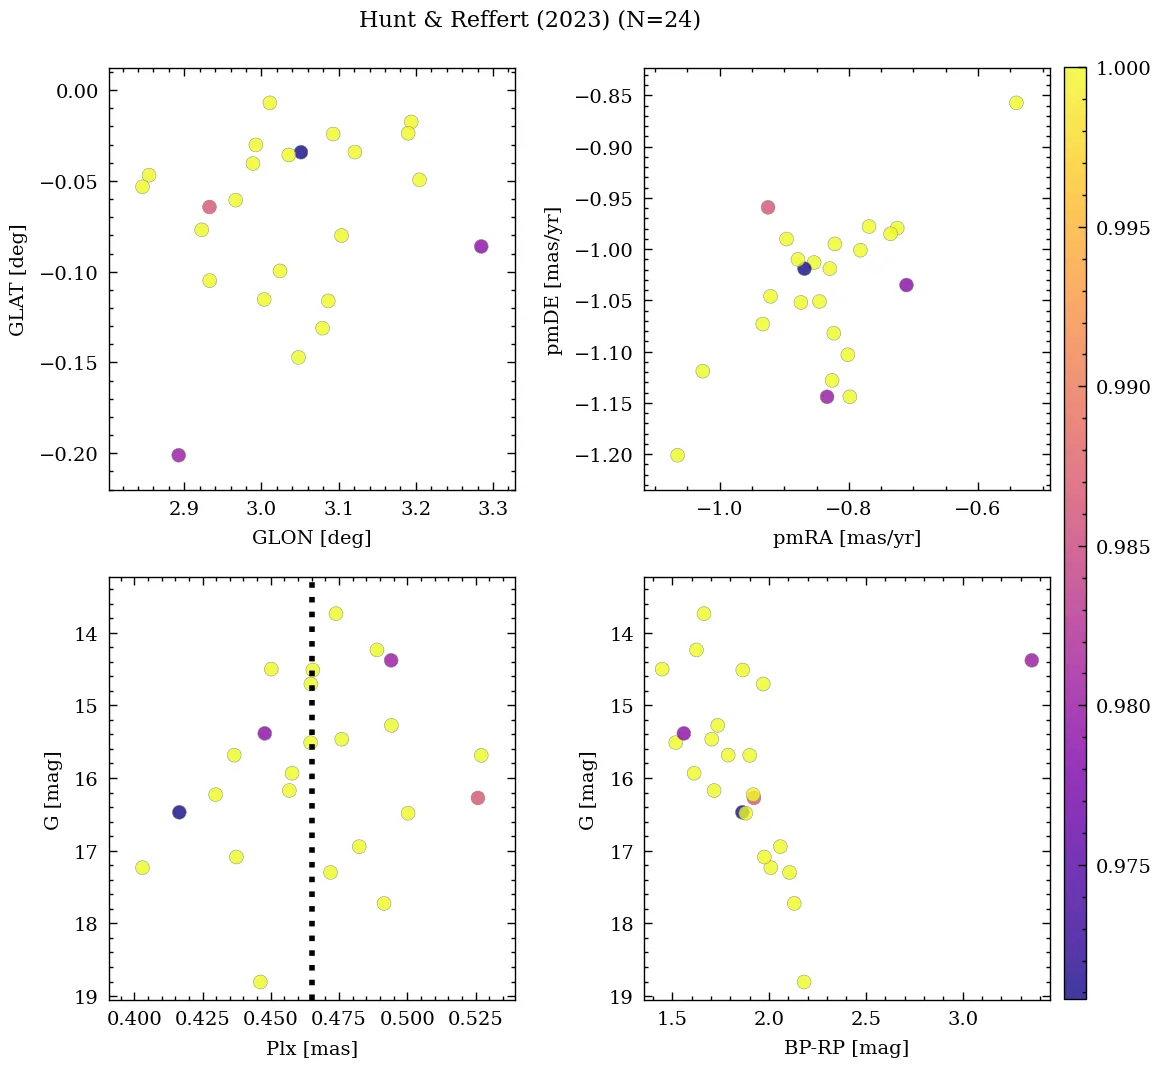 Hunt & Reffert (2023) (N=24)
0.00
−0.05
−0.10
−0.15
−0.20
GLAT [deg]
2.9 3.0 3.1 3.2 3.3
GLON [deg]
−0.85
−0.90
−0.95
−1.00
−1.05
−1.10
−1.15
−1.20
pmDE [mas/yr]
−1.0 −0.8 −0.6
pmRA [mas/yr]
1.000
0.995
0.990
0.985
0.980
0.975
14
15
16
17
18
19
G [mag]
0.400 0.425 0.450 0.475 0.500 0.525
Plx [mas]
14
15
16
17
18
19
G [mag]
1.5 2.0 2.5 3.0
BP-RP [mag]